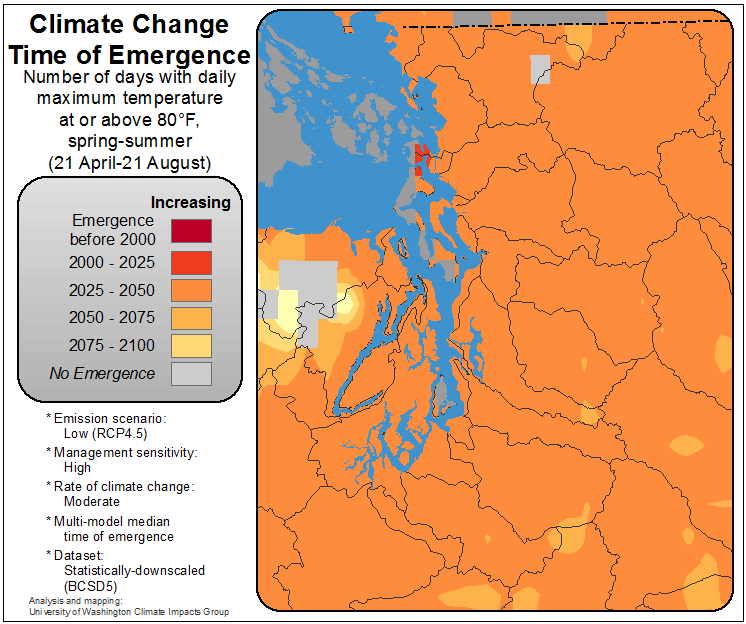 Climate Change
Time of Emergence
Number of days with daily
maximum temperature
at or above 80°F,
spring-summer
(21 April-21 August)
Increasing
Emergence
before 2000
2000 - 2025
2025 - 2050
2050 - 2075
2075 - 2100
No Emergence
* Emission scenario:
Low (RCP4.5)
* Management sensitivity:
High
* Rate of climate change:
Moderate
* Multi-model median
time of emergence
* Dataset:
Statistically-downscaled
(BCSD5)
Analysis and mapping:
University of Washington Climate Impacts Group